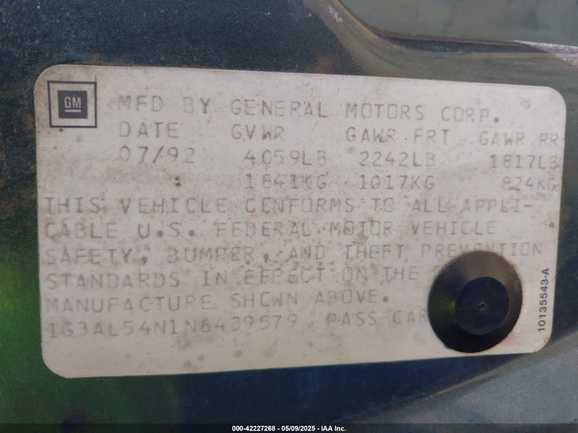 GM
MFD BY GENERAL MOTORS CORP.
DATE GVWR GAWR FRT GAWR RR
07/92 4059LB 2242LB 1817LB
1841KG 1017KG 824KG
THIS VEHICLE CONFORMS TO ALL APPLI-
CABLE U.S. FEDERAL MOTOR VEHICLE
SAFETY, BUMPER, AND THEFT PREVENTION
STANDARDS IN EFFECT ON THE
MANUFACTURE SHOWN ABOVE.
1G3AL54N1N6439579 PASS CAR
10135543-A
000-42227268 - 05/09/2025 - IAA Inc.